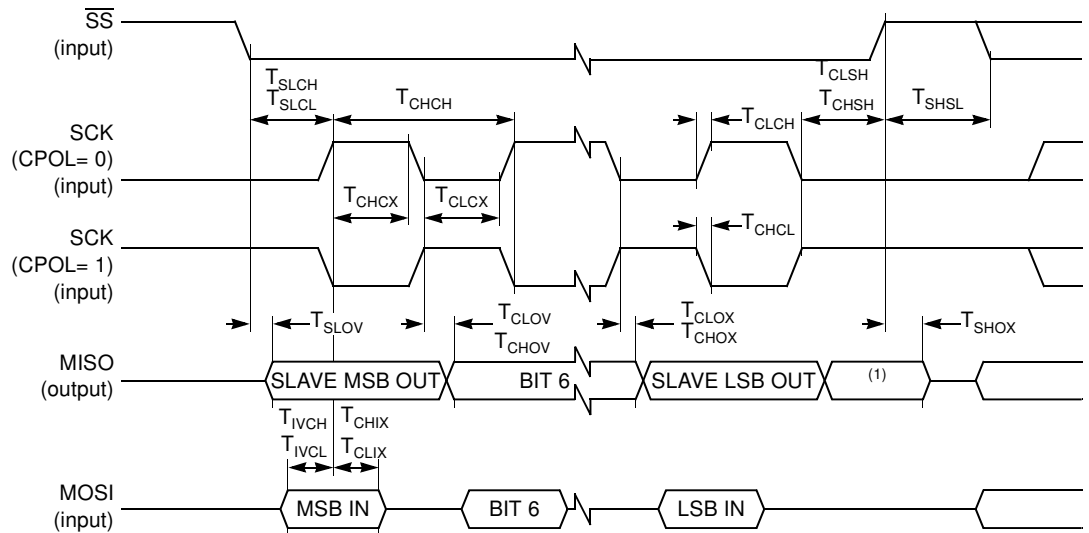 SS
(input)
TSLCH
TSLCL
TCHCH
TCLSH
TCHSH
TSHSL
TCLCH
SCK
(CPOL= 0)
(input)
TCHCX
TCLCX
TCHCL
SCK
(CPOL= 1)
(input)
TSLOV
TCLOV
TCHOV
TCLOX
TCHOX
TSHOX
MISO
(output)
SLAVE MSB OUT
BIT 6
SLAVE LSB OUT
(1)
TIVCH
TIVCL
TCHIX
TCLIX
MOSI
(input)
MSB IN
BIT 6
LSB IN